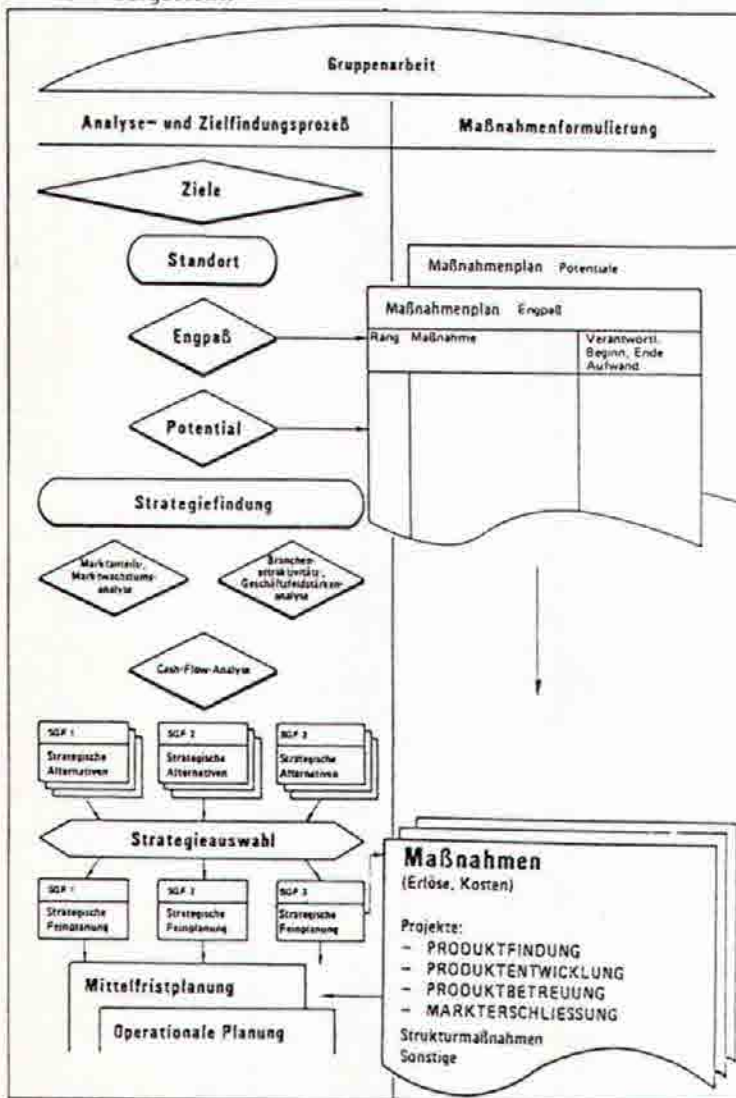 Gruppenarbeit
Analyse- und Zielfindungsprozeß
Maßnahmenformulierung
Ziele
Standort
Maßnahmenplan Potentiale
Engpaß
Maßnahmenplan Engpaß
Rang Maßnahme
Verantwortl.
Beginn, Ende
Aufwand
Potential
Strategiefindung
Marktanteils-,
Marktwachstums-
analyse
Branchen-
attraktivitäts-,
Geschäftsfeldstärken-
analyse
Cash-Flow-Analyse
SGF 1
Strategische
Alternativen
SGF 2
Strategische
Alternativen
SGF 3
Strategische
Alternativen
Strategieauswahl
SGF 1
Strategische
Feinplanung
SGF 2
Strategische
Feinplanung
SGF 3
Strategische
Feinplanung
Maßnahmen
(Erlöse, Kosten)
Projekte:
- PRODUKTFINDUNG
- PRODUKTENTWICKLUNG
- PRODUKTBETREUUNG
- MARKTERSCHLIESSUNG
Strukturmaßnahmen
Sonstige
Mittelfristplanung
Operationale Planung